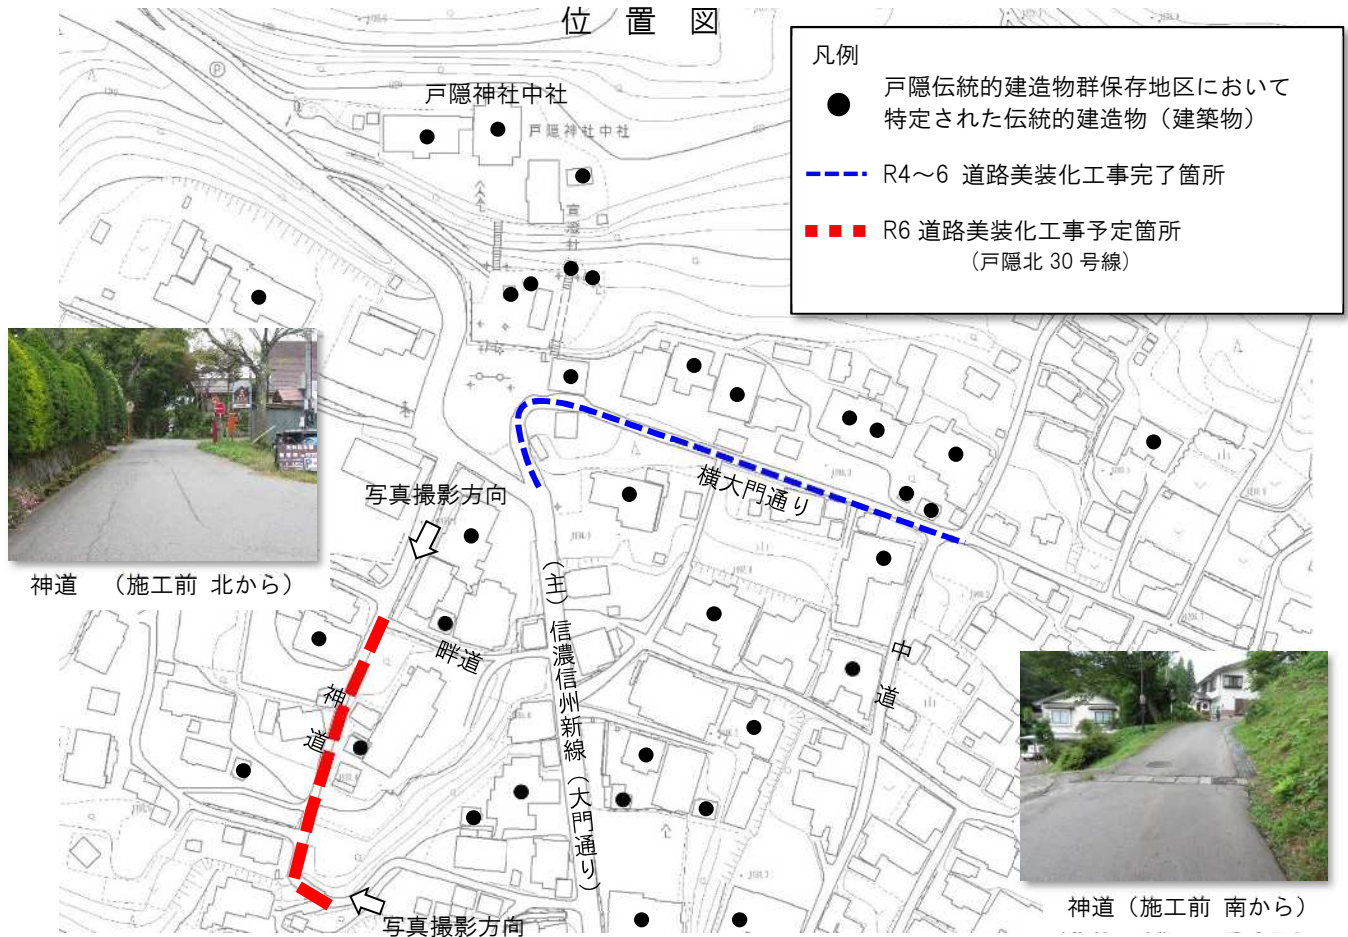 位置図
凡例
戸隠伝統的建造物群保存地区において
特定された伝統的建造物（建築物）
R4～6 道路美装化工事完了箇所
R6 道路美装化工事予定箇所
（戸隠北 30 号線）
戸隠神社中社
戸隠神社中社
宣澄社
P
横大門通り
写真撮影方向
神道　（施工前 北から）
畔道
神道
（主）信濃信州新線（大門通り）
中道
写真撮影方向
神道（施工前 南から）